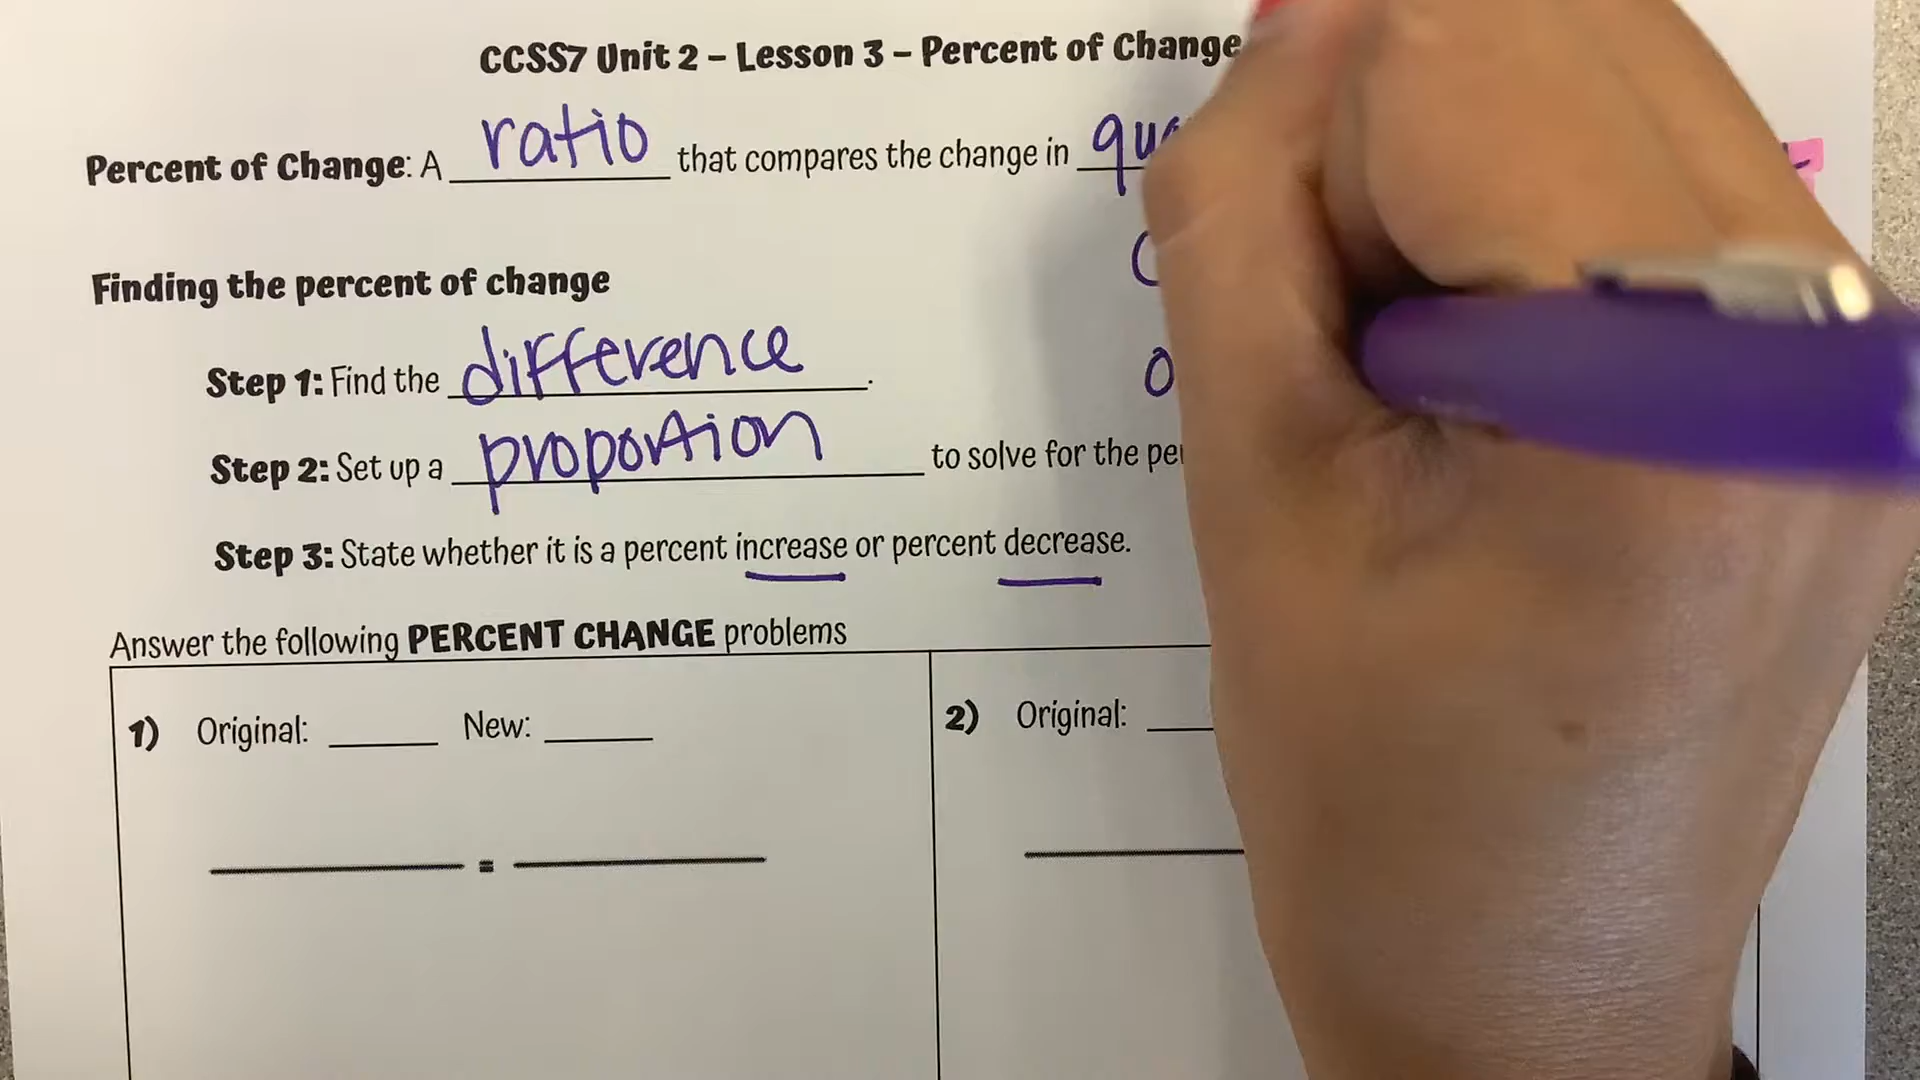 CCSS7 Unit 2 – Lesson 3 – Percent of Change
Percent of Change: A ratio that compares the change in
Finding the percent of change
Step 1: Find the difference.
Step 2: Set up a proportion to solve for the
Step 3: State whether it is a percent increase or percent decrease.
Answer the following PERCENT CHANGE problems
1) Original: ______ New: ______
2) Original: ____
=